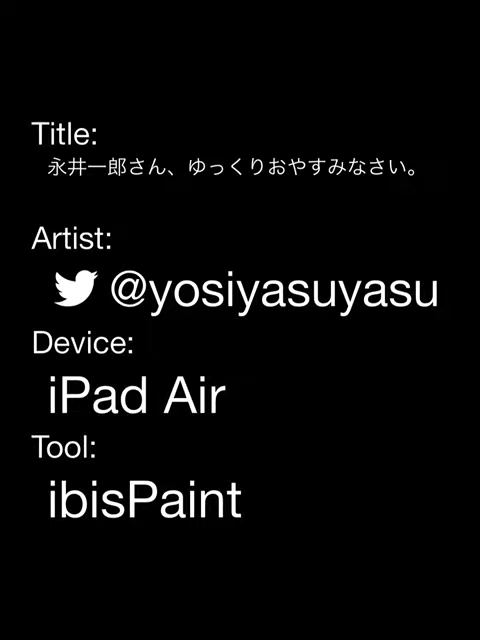 Title:
永井一郎さん、ゆっくりおやすみなさい。
Artist:
@yosiyasuyasu
Device:
iPad Air
Tool:
ibisPaint